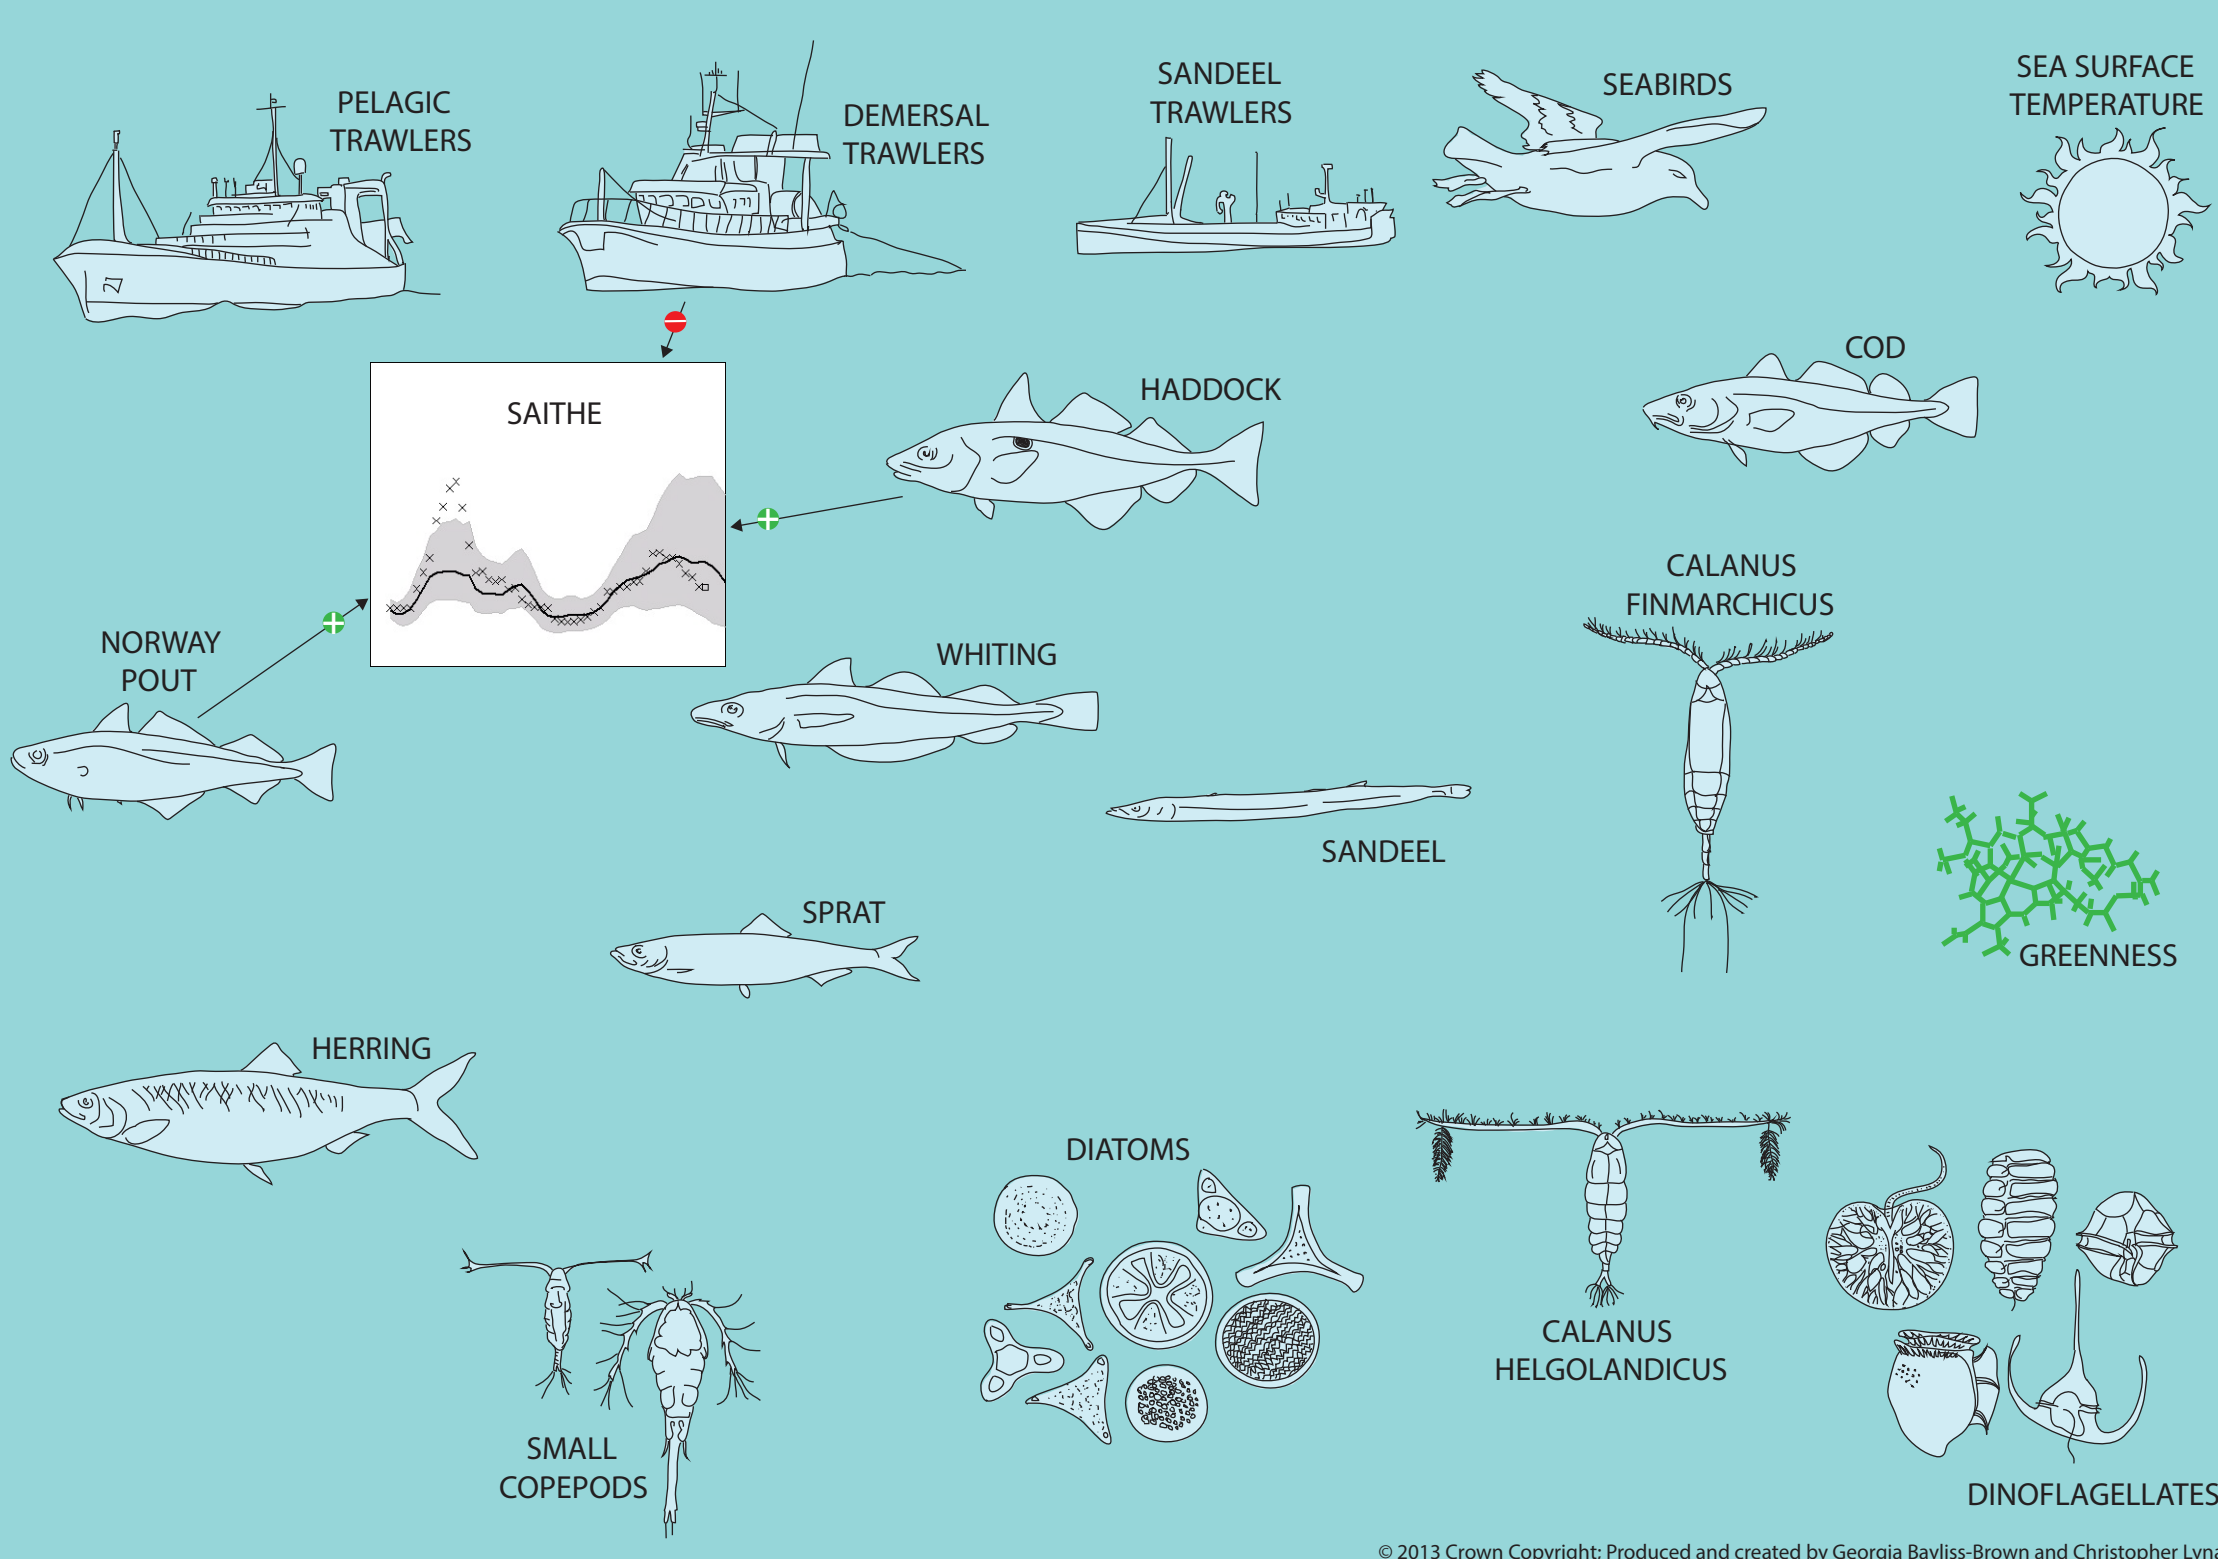 PELAGIC
TRAWLERS
DEMERSAL
TRAWLERS
SANDEEL
TRAWLERS
SEABIRDS
SEA SURFACE
TEMPERATURE
SAITHE
HADDOCK
COD
NORWAY
POUT
WHITING
CALANUS
FINMARCHICUS
SANDEEL
SPRAT
GREENNESS
HERRING
DIATOMS
CALANUS
HELGOLANDICUS
SMALL
COPEPODS
DINOFLAGELLATES
© 2013 Crown Copyright; Produced and created by Georgia Bayliss-Brown and Christopher